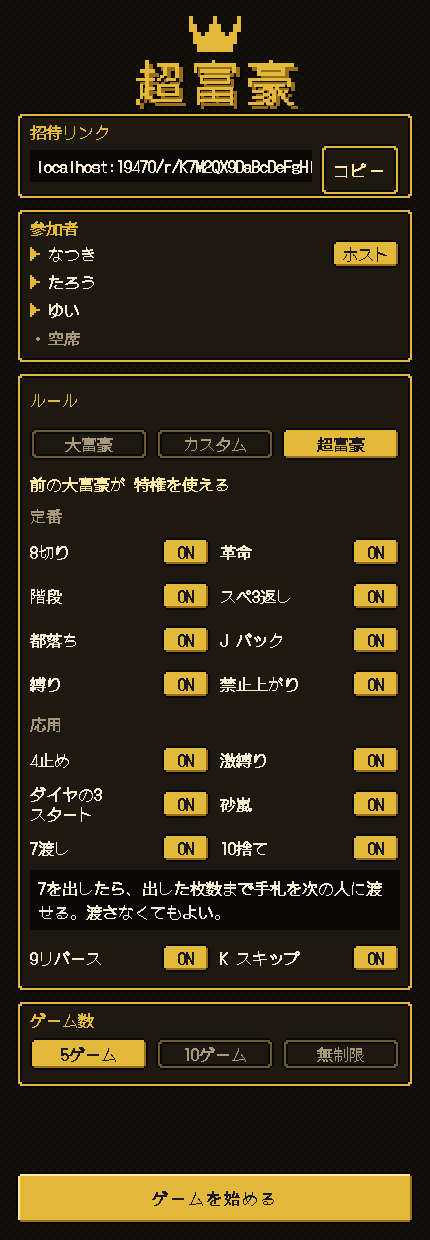 超富豪
招待リンク
localhost:19470/r/K7M2QX9DaBcDeFgH
コピー
参加者
なつき ホスト
たろう
ゆい
・空席
ルール
大富豪 カスタム 超富豪
前の大富豪が 特権を使える
定番
8切り ON 革命 ON
階段 ON スペ3返し ON
都落ち ON J バック ON
縛り ON 禁止上がり ON
応用
4止め ON 激縛り ON
ダイヤの3
スタート ON 砂嵐 ON
7渡し ON 10捨て ON
7を出したら、出した枚数まで手札を次の人に渡
せる。渡さなくてもよい。
9リバース ON K スキップ ON
ゲーム数
5ゲーム 10ゲーム 無制限
ゲームを始める